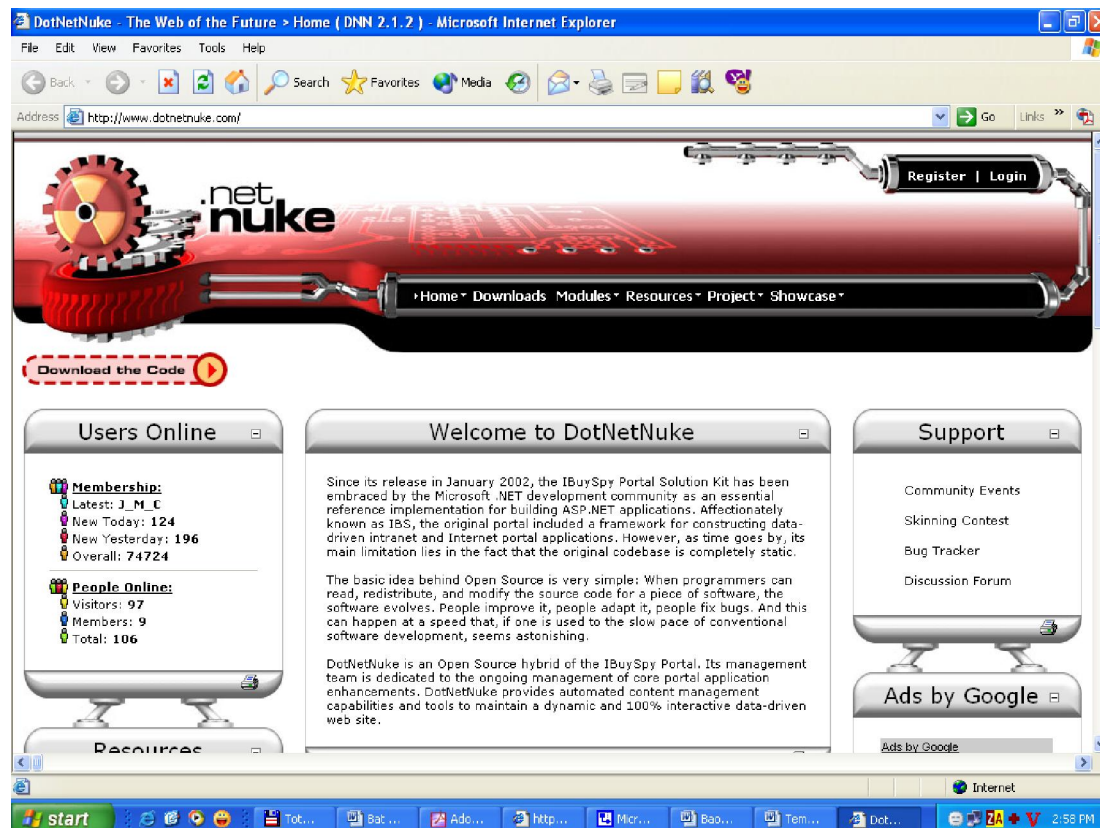 DotNetNuke - The Web of the Future > Home ( DNN 2.1.2 ) - Microsoft Internet Explorer
File Edit View Favorites Tools Help
Back Search Favorites Media
Address http://www.dotnetnuke.com/ Go Links »
Register | Login
.net
nuke
Home Downloads Modules Resources Project Showcase
Download the Code
Users Online
Membership:
Latest: J_M_C
New Today: 124
New Yesterday: 196
Overall: 74724
People Online:
Visitors: 97
Members: 9
Total: 106
Resources
Welcome to DotNetNuke
Since its release in January 2002, the IBuySpy Portal Solution Kit has been
embraced by the Microsoft .NET development community as an essential
reference implementation for building ASP.NET applications. Affectionately
known as IBS, the original portal included a framework for constructing data-
driven intranet and Internet portal applications. However, as time goes by, its
main limitation lies in the fact that the original codebase is completely static.
The basic idea behind Open Source is very simple: When programmers can
read, redistribute, and modify the source code for a piece of software, the
software evolves. People improve it, people adapt it, people fix bugs. And this
can happen at a speed that, if one is used to the slow pace of conventional
software development, seems astonishing.
DotNetNuke is an Open Source hybrid of the IBuySpy Portal. Its management
team is dedicated to the ongoing management of core portal application
enhancements. DotNetNuke provides automated content management
capabilities and tools to maintain a dynamic and 100% interactive data-driven
web site.
Support
Community Events
Skinning Contest
Bug Tracker
Discussion Forum
Ads by Google
Ads by Google
Internet
start Tot... Bat ... Ado... http... Micr... Bao... Tem... Dot... ZA V 2:58 PM